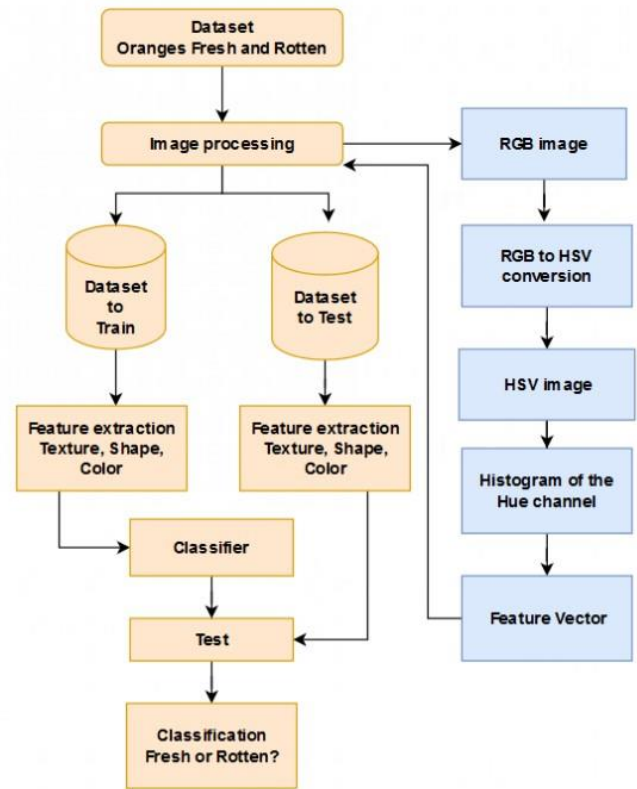 Dataset
Oranges Fresh and Rotten
Image processing
Dataset
to
Train
Dataset
to Test
Feature extraction
Texture, Shape,
Color
Feature extraction
Texture, Shape,
Color
Classifier
Test
Classification
Fresh or Rotten?
RGB image
RGB to HSV
conversion
HSV image
Histogram of the
Hue channel
Feature Vector